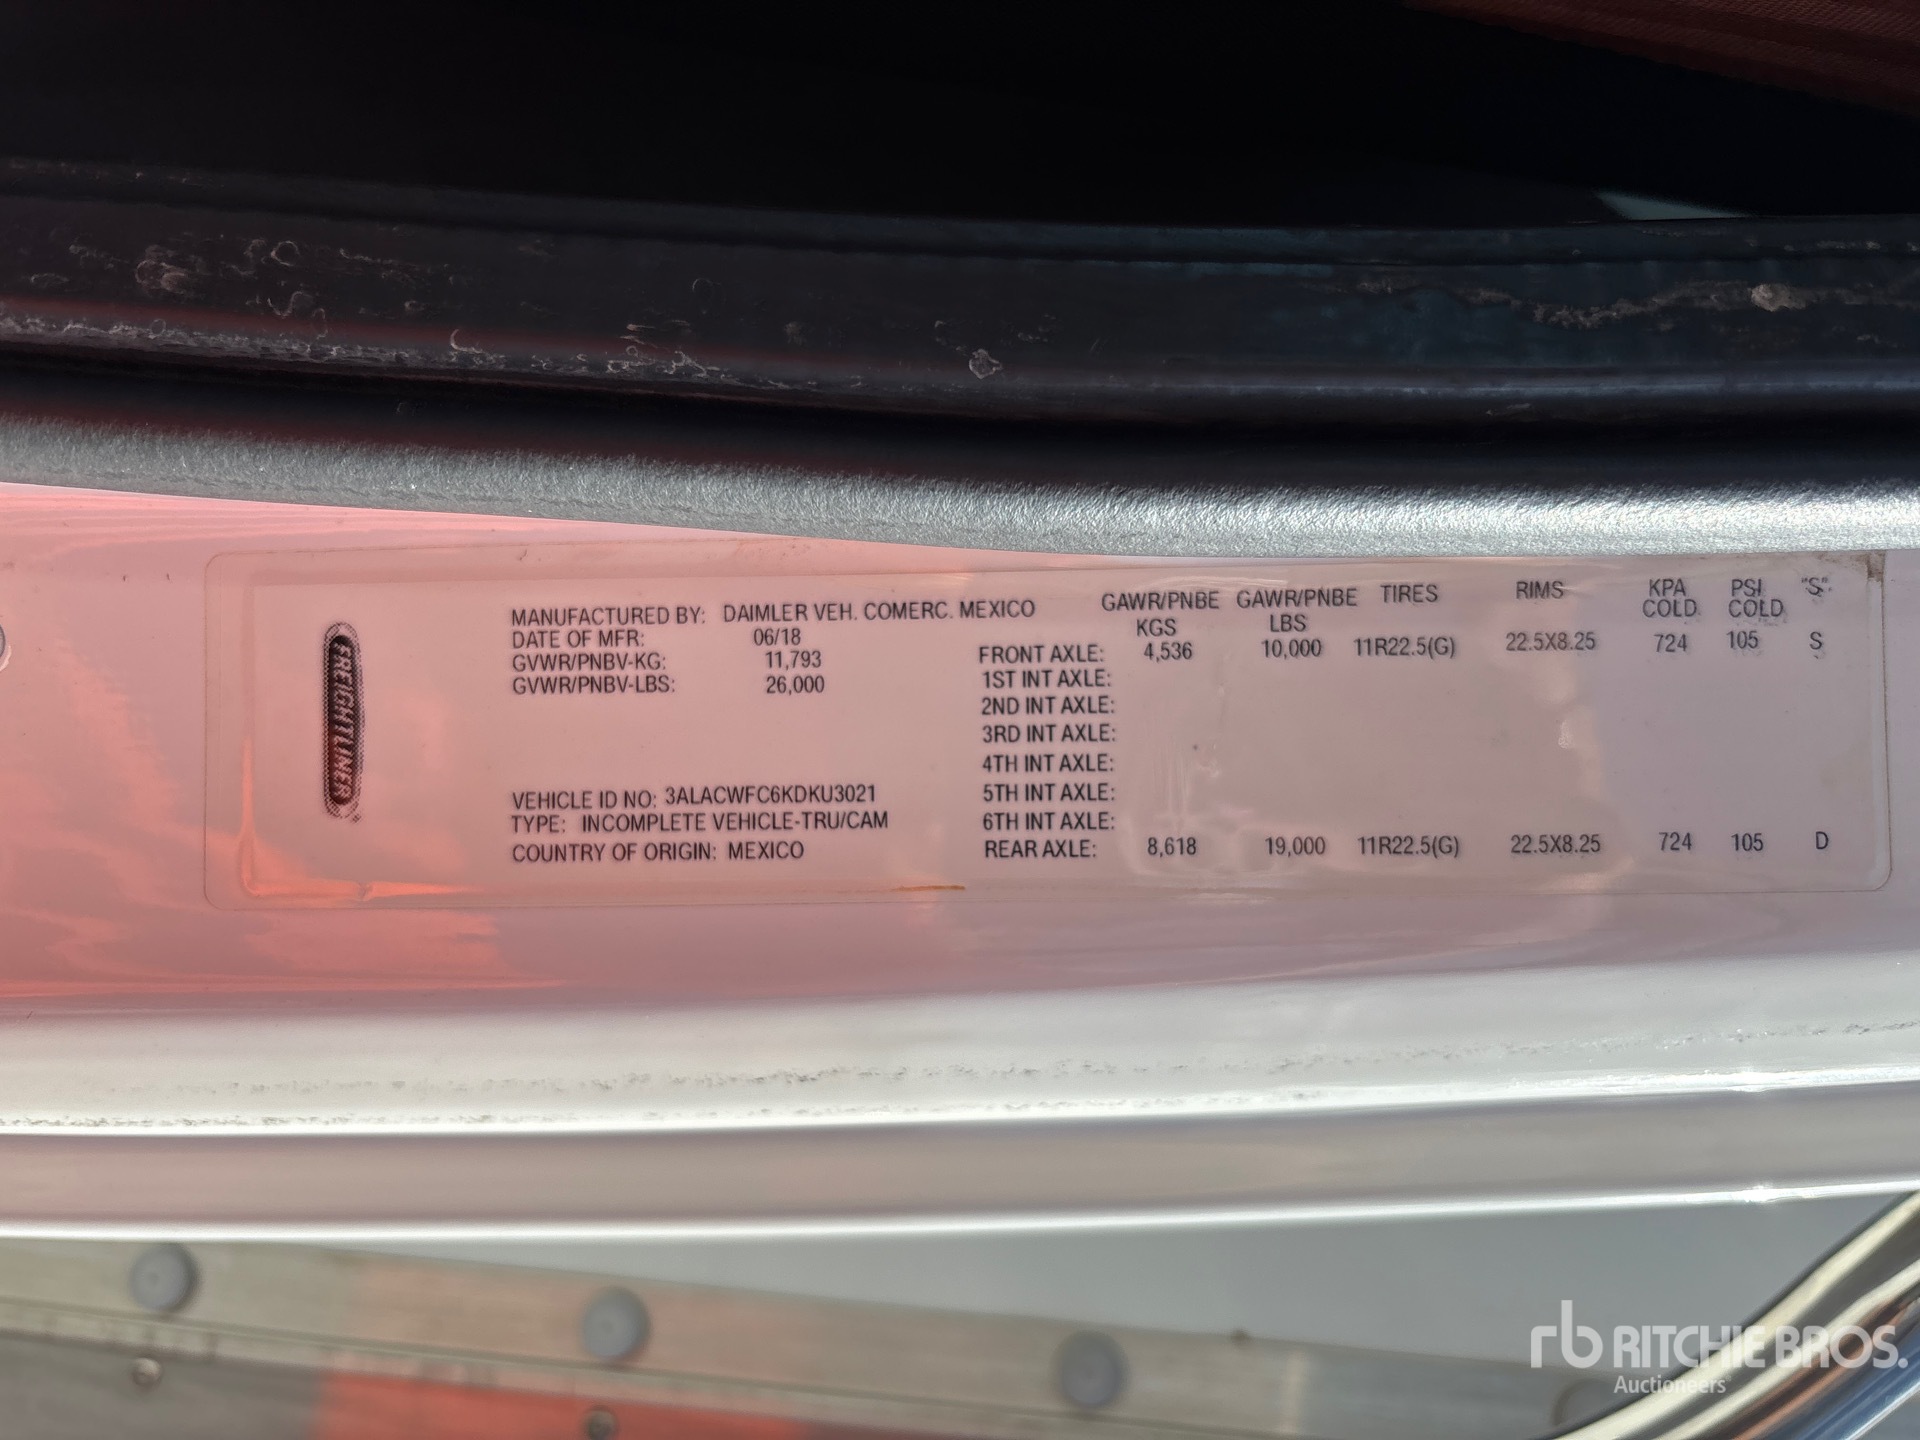 FREIGHTLINER
MANUFACTURED BY: DAIMLER VEH. COMERC. MEXICO
DATE OF MFR: 06/18
GVWR/PNBV-KG: 11,793
GVWR/PNBV-LBS: 26,000
VEHICLE ID NO: 3ALACWFC6KDKU3021
TYPE: INCOMPLETE VEHICLE-TRU/CAM
COUNTRY OF ORIGIN: MEXICO
GAWR/PNBE KGS GAWR/PNBE LBS TIRES RIMS KPA COLD PSI COLD "S"
FRONT AXLE: 4,536 10,000 11R22.5(G) 22.5X8.25 724 105 S
1ST INT AXLE:
2ND INT AXLE:
3RD INT AXLE:
4TH INT AXLE:
5TH INT AXLE:
6TH INT AXLE:
REAR AXLE: 8,618 19,000 11R22.5(G) 22.5X8.25 724 105 D
rb RITCHIE BROS.
Auctioneers